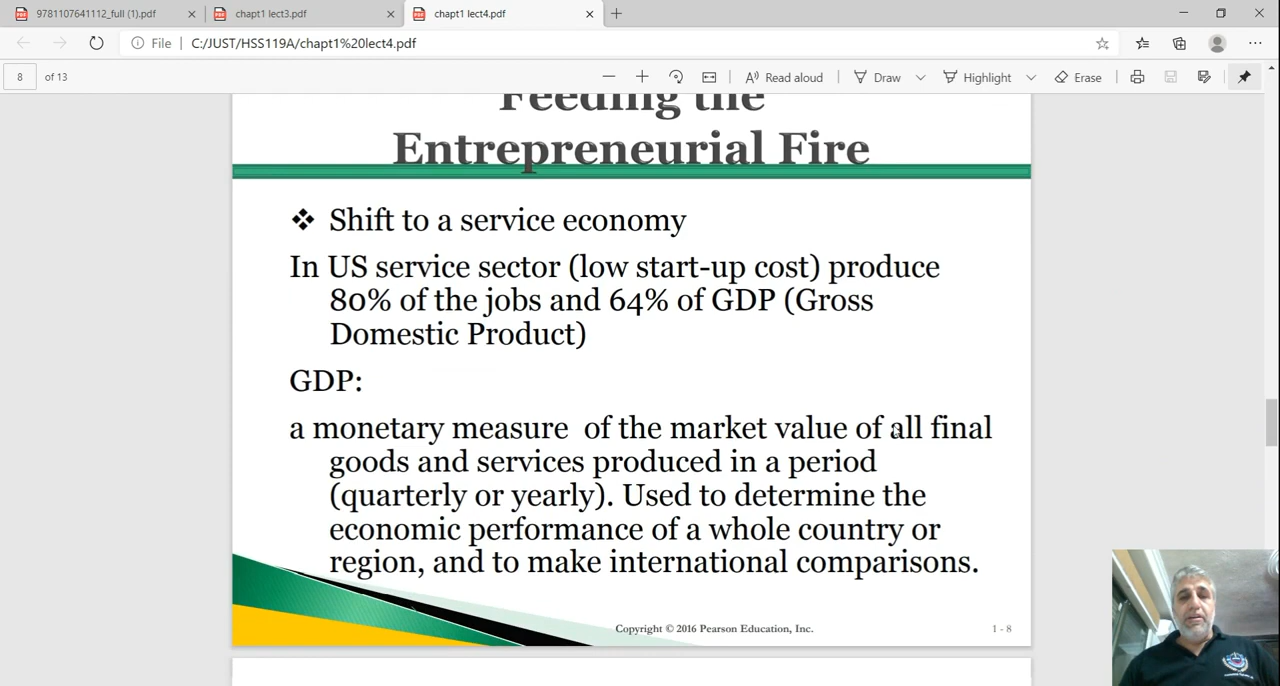 9781107641112_full (1).pdf
chapt1 lect3.pdf
chapt1 lect4.pdf
File
C:/JUST/HSS119A/chapt1%20lect4.pdf
8 of 13
Read aloud
Draw
Highlight
Erase
Feeding the
Entrepreneurial Fire
❖ Shift to a service economy
In US service sector (low start-up cost) produce
80% of the jobs and 64% of GDP (Gross
Domestic Product)
GDP:
a monetary measure of the market value of all final
goods and services produced in a period
(quarterly or yearly). Used to determine the
economic performance of a whole country or
region, and to make international comparisons.
Copyright © 2016 Pearson Education, Inc.
1 - 8